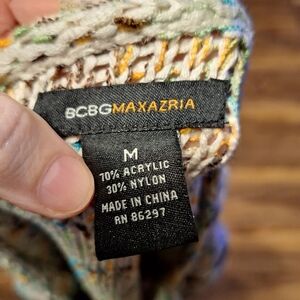 BCBGMAXAZRIA
M
70% ACRYLIC
30% NYLON
MADE IN CHINA
RN 86297